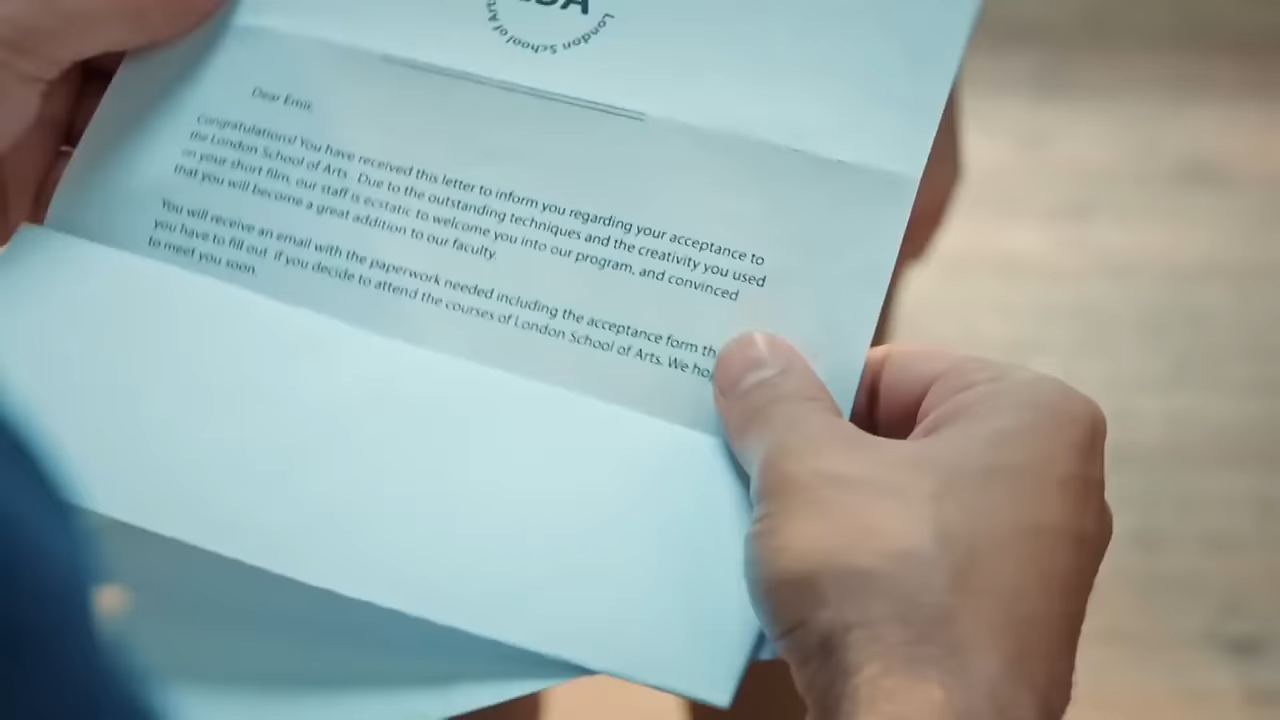 London School of Arts
Dear Emir,
Congratulations! You have received this letter to inform you regarding your acceptance to
the London School of Arts . Due to the outstanding techniques and the creativity you used
on your short film, our staff is ecstatic to welcome you into our program, and convinced
that you will become a great addition to our faculty.
You will receive an email with the paperwork needed including the acceptance form th
you have to fill out if you decide to attend the courses of London School of Arts. We ho
to meet you soon